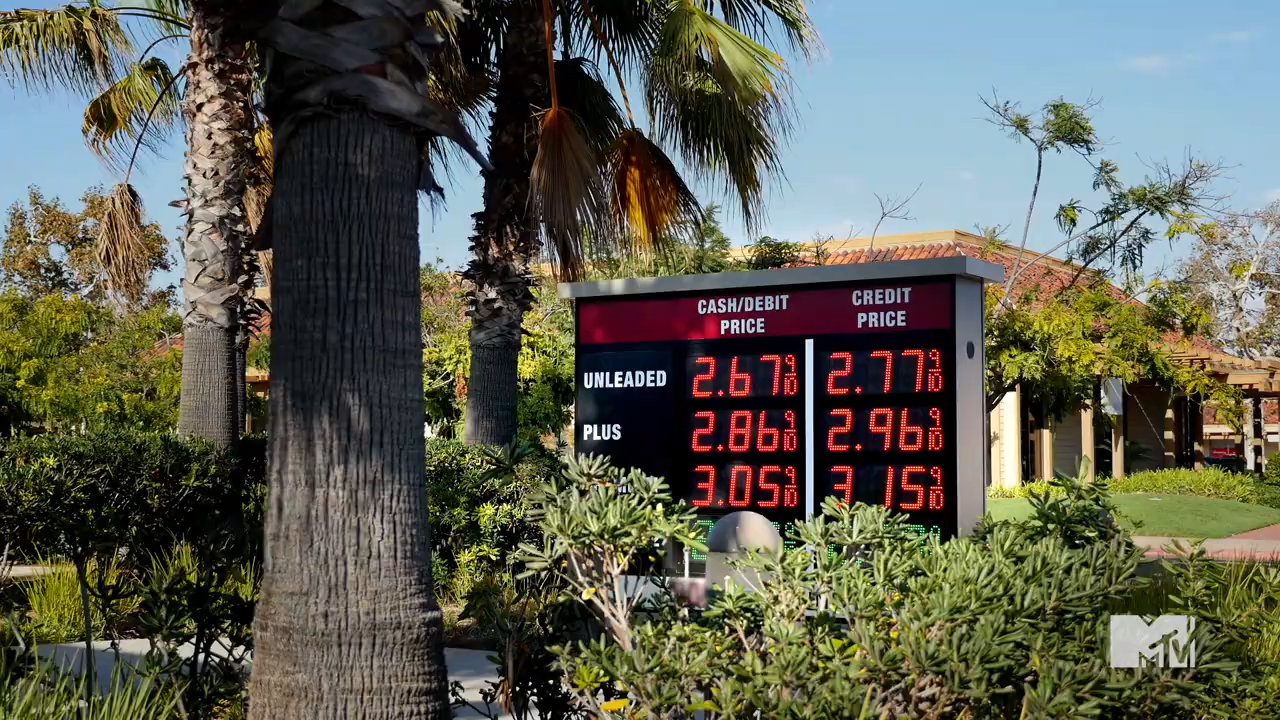 CASH/DEBIT PRICE
CREDIT PRICE
UNLEADED 2.67 9/10 2.77 9/10
PLUS 2.86 9/10 2.96 9/10
3.05 9/10 3.15 9/10
MTV